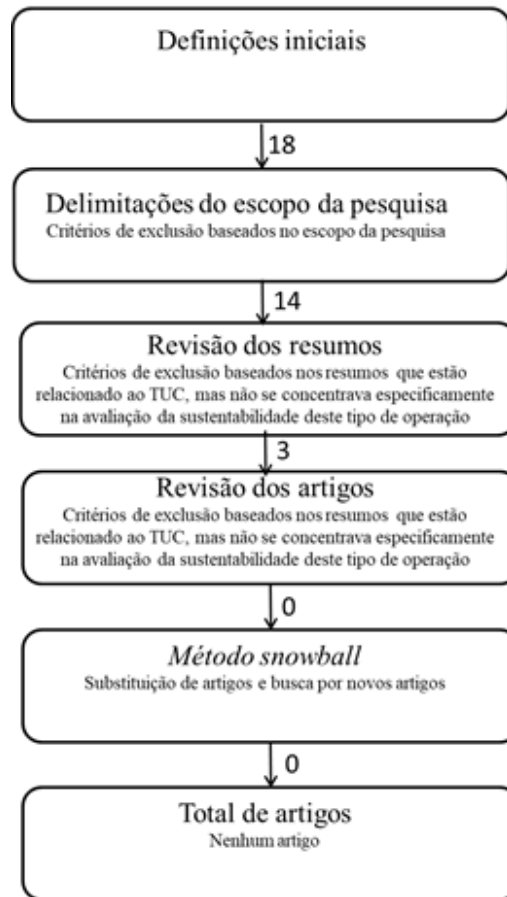 Definições iniciais
18
Delimitações do escopo da pesquisa
Critérios de exclusão baseados no escopo da pesquisa
14
Revisão dos resumos
Critérios de exclusão baseados nos resumos que estão
relacionado ao TUC, mas não se concentrava especificamente
na avaliação da sustentabilidade deste tipo de operação
3
Revisão dos artigos
Critérios de exclusão baseados nos resumos que estão
relacionado ao TUC, mas não se concentrava especificamente
na avaliação da sustentabilidade deste tipo de operação
0
Método snowball
Substituição de artigos e busca por novos artigos
0
Total de artigos
Nenhum artigo